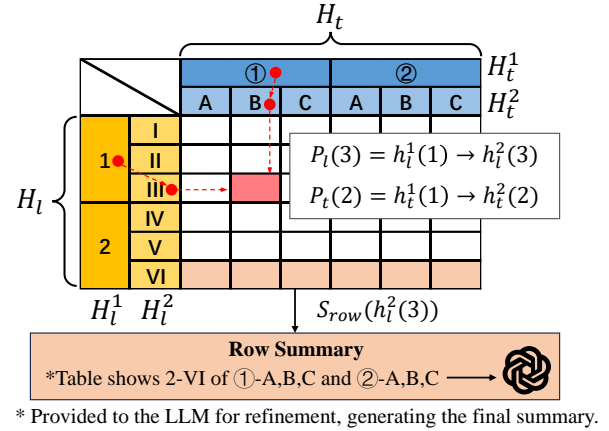 H_t
① ② H_t^1
A B C A B C H_t^2
H_l
1
I
II
III
2
IV
V
VI
P_l(3) = h_l^1(1) → h_l^2(3)
P_t(2) = h_t^1(1) → h_t^2(2)
H_l^1 H_l^2
S_row(h_l^2(3))
Row Summary
*Table shows 2-VI of ①-A,B,C and ②-A,B,C
* Provided to the LLM for refinement, generating the final summary.